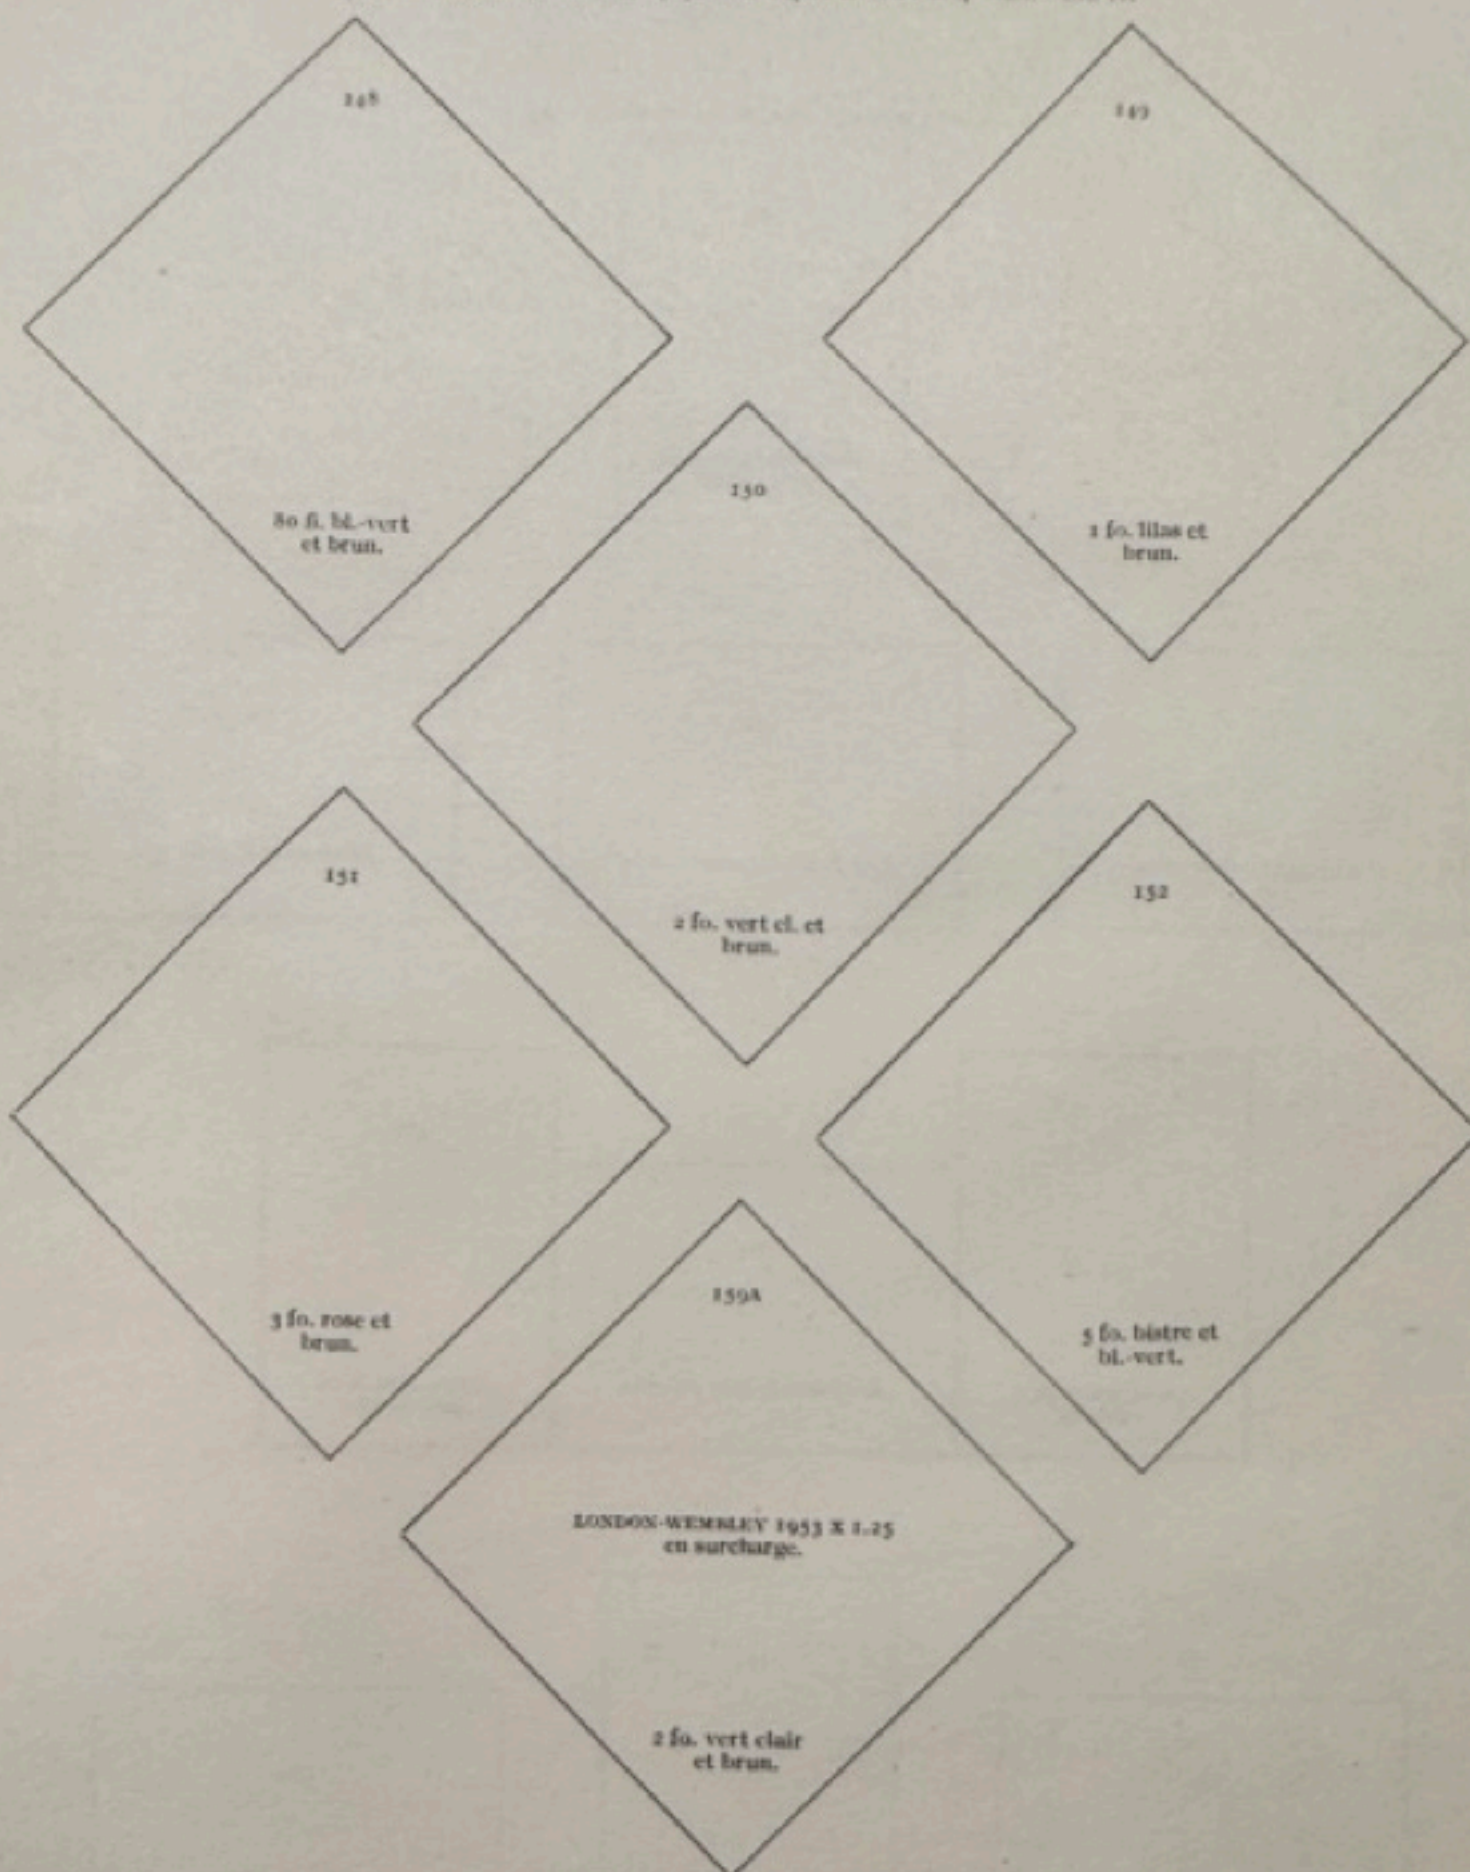 148
149
80 fi. bl.-vert
et brun.
1 fo. lilas et
brun.
150
2 fo. vert cl. et
brun.
151
152
3 fo. rose et
brun.
5 fo. bistre et
bl.-vert.
159A
LONDON-WEMBLEY 1953 X 1.25
en surcharge.
2 fo. vert clair
et brun.